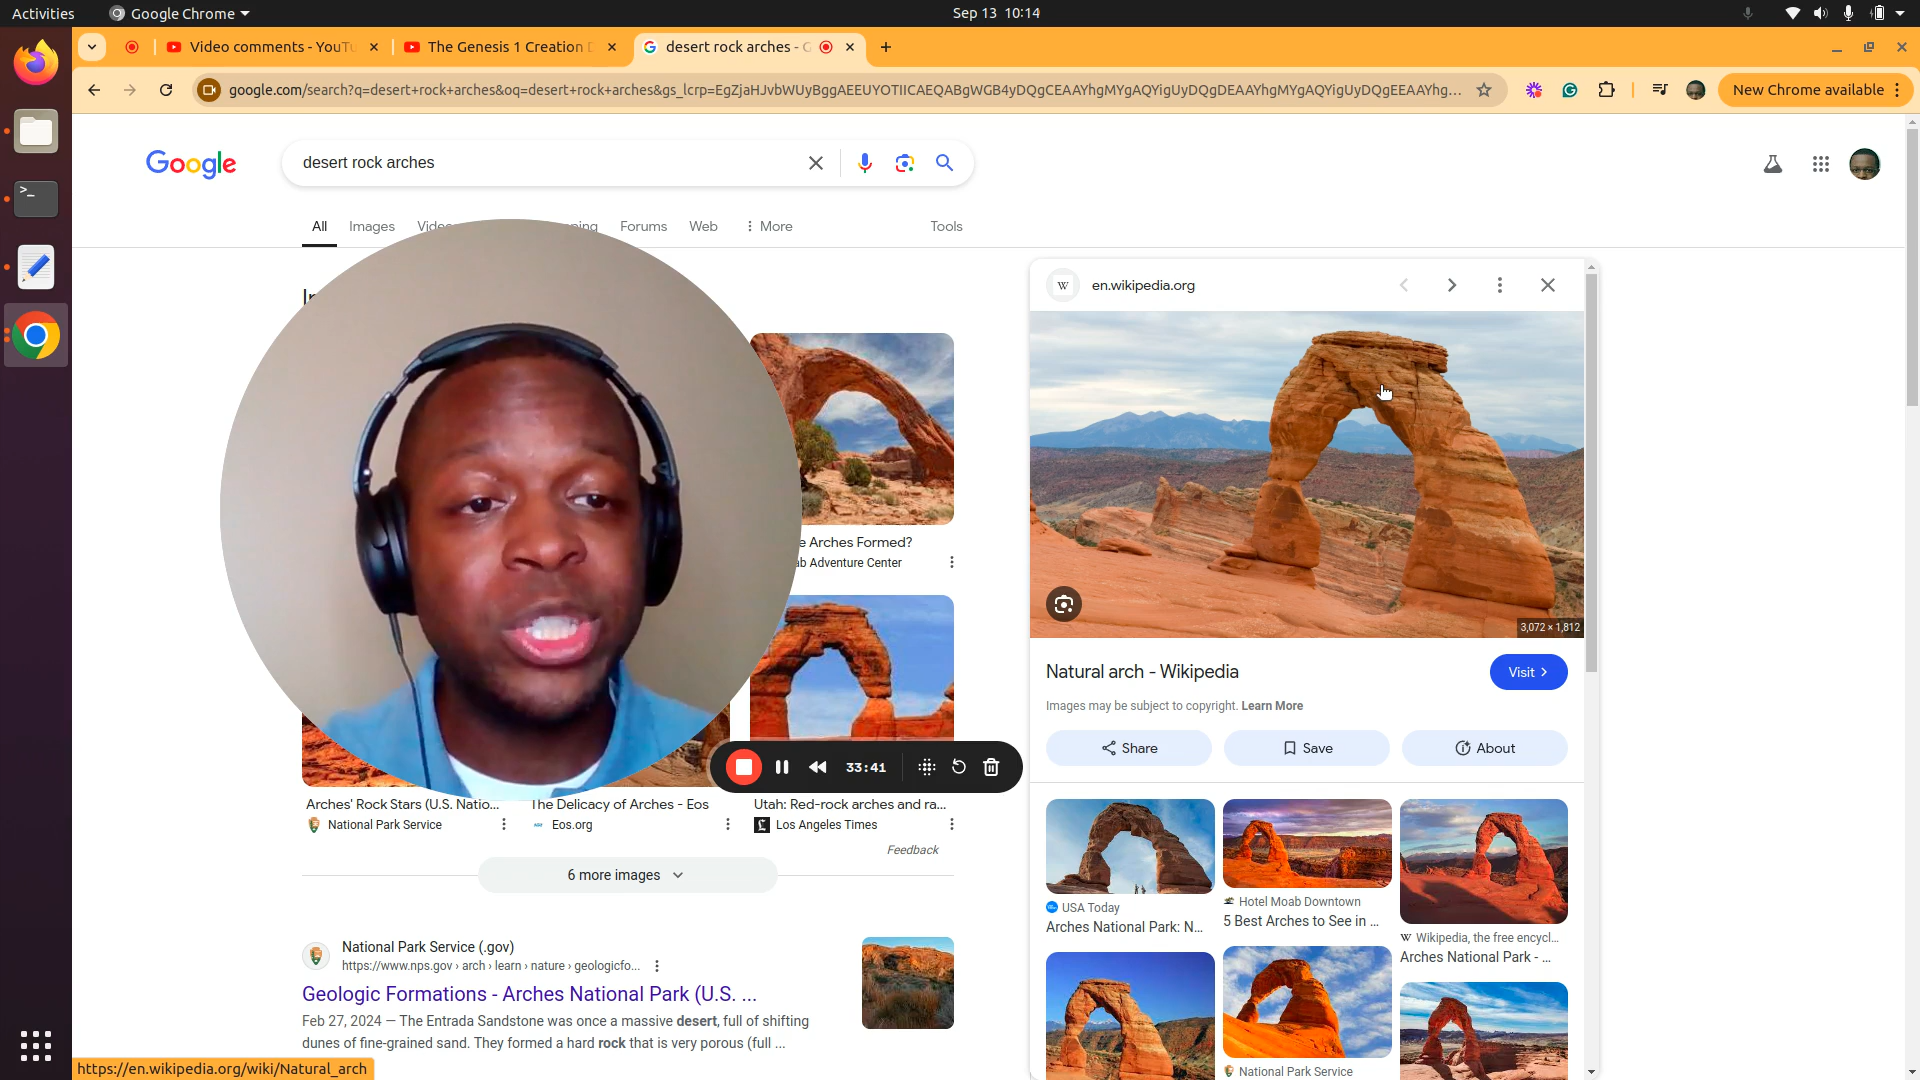 Activities
Google Chrome
Sep 13 10:14
Video comments - YouTu
The Genesis 1 Creation D
desert rock arches - G
google.com/search?q=desert+rock+arches&oq=desert+rock+arches&gs_lcrp=EgZjaHJvbWUyBggAEEUYOTIICAEQABgWGB4yDQgCEAAYhgMYgAQYigUyDQgDEAAYhgMYgAQYigUyDQgEEAAYhg...
New Chrome available
Google
desert rock arches
All
Images
Forums
Web
More
Tools
en.wikipedia.org
3,072 × 1,812
Natural arch - Wikipedia
Visit
Images may be subject to copyright. Learn More
Share
Save
About
e Arches Formed?
ab Adventure Center
33:41
Arches' Rock Stars (U.S. Natio...
National Park Service
The Delicacy of Arches - Eos
Eos.org
Utah: Red-rock arches and ra...
Los Angeles Times
Feedback
6 more images
USA Today
Arches National Park: N...
Hotel Moab Downtown
5 Best Arches to See in ...
W Wikipedia, the free encycl...
Arches National Park - ...
National Park Service
National Park Service (.gov)
https://www.nps.gov › arch › learn › nature › geologicfo...
Geologic Formations - Arches National Park (U.S. ...
Feb 27, 2024 — The Entrada Sandstone was once a massive desert, full of shifting
dunes of fine-grained sand. They formed a hard rock that is very porous (full ...
https://en.wikipedia.org/wiki/Natural_arch